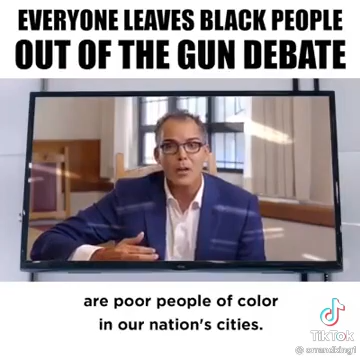 EVERYONE LEAVES BLACK PEOPLE
OUT OF THE GUN DEBATE
are poor people of color
in our nation's cities.
TikTok